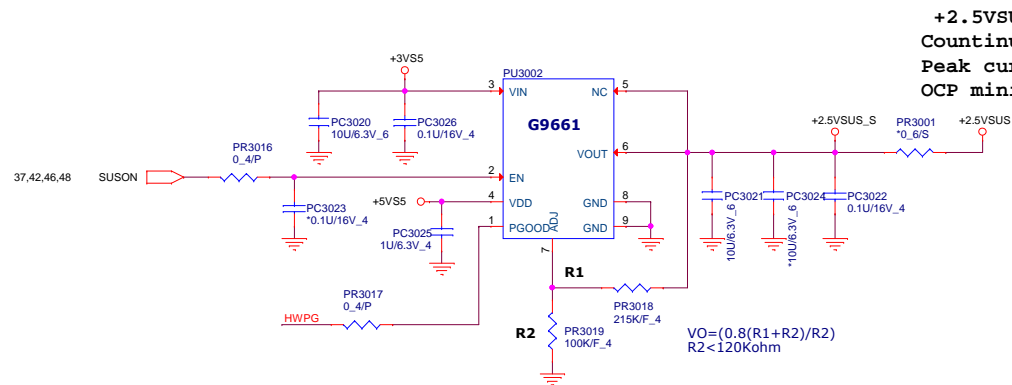 +2.5VSU
Countinu
Peak cur
OCP mini
+3VS5
PU3002
3
VIN
NC
5
G9661
PC3020
10U/6.3V_6
PC3026
0.1U/16V_4
+2.5VSUS_S
PR3001
*0_6/S
+2.5VSUS
PR3016
0_4/P
VOUT
6
37,42,46,48
SUSON
2
EN
PC3023
*0.1U/16V_4
+5VS5
4
VDD
GND
8
PC3021
10U/6.3V_6
PC3024
*10U/6.3V_6
PC3022
0.1U/16V_4
PC3025
1U/6.3V_4
1
PGOOD
ADJ
GND
9
7
R1
PR3017
0_4/P
HWPG
PR3018
215K/F_4
R2
PR3019
100K/F_4
VO=(0.8(R1+R2)/R2)
R2<120Kohm